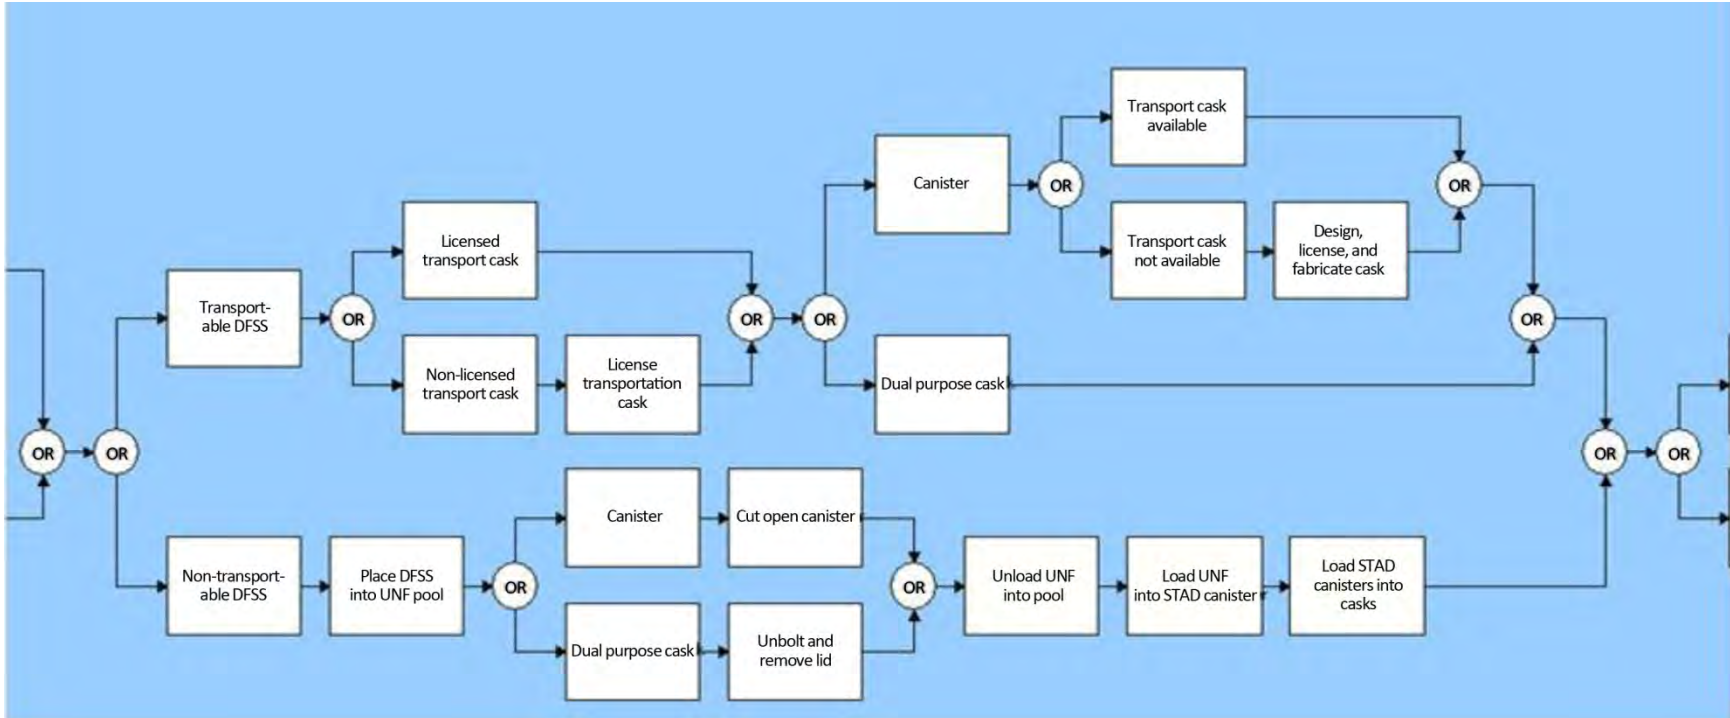 Transport cask
available
OR
Canister
OR
OR
Transport cask
not available
Design,
license, and
fabricate cask
Licensed
transport cask
Transport-
able DFSS
OR
OR
OR
OR
Non-licensed
transport cask
License
transportation
cask
Dual purpose cask
OR
OR
OR
OR
Canister
Cut open canister
Non-transport-
able DFSS
Place DFSS
into UNF pool
OR
OR
Unload UNF
into pool
Load UNF
into STAD canister
Load STAD
canisters into
casks
Dual purpose cask
Unbolt and
remove lid